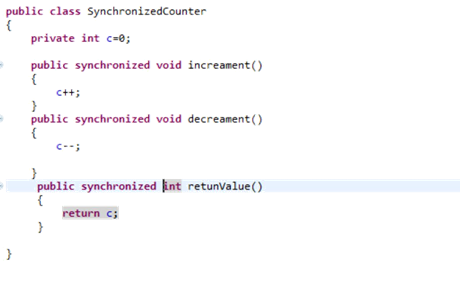 public class SynchronizedCounter
{
private int c=0;
public synchronized void increament()
{
c++;
}
public synchronized void decreament()
{
c--;
}
public synchronized int retunValue()
{
return c;
}
}